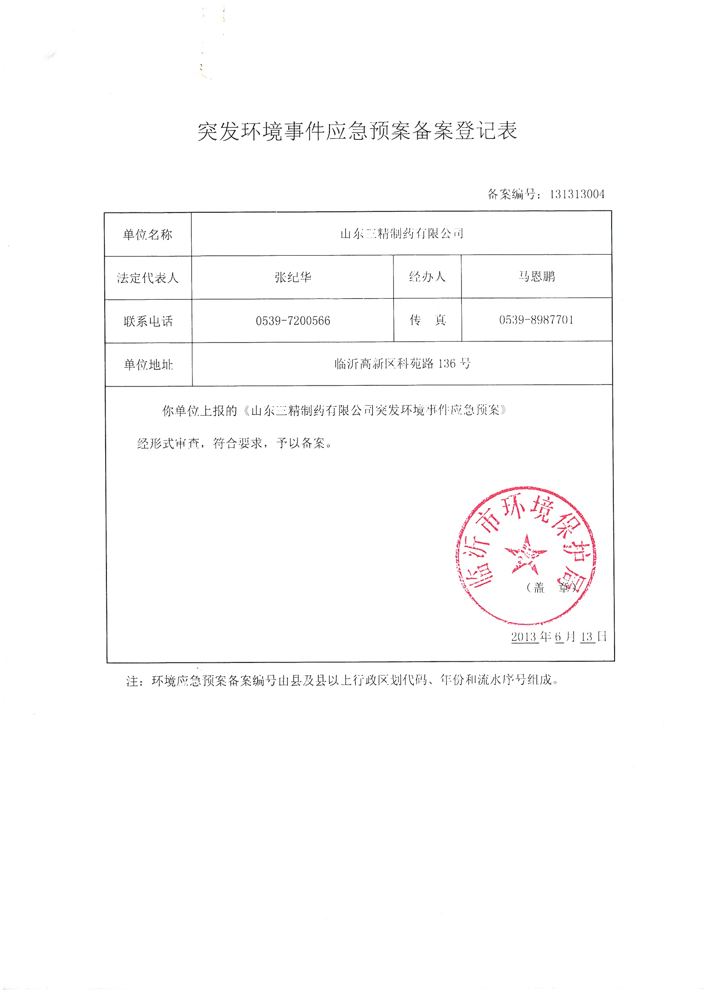 突发环境事件应急预案备案登记表
备案编号：131313004
单位名称 山东三精制药有限公司
法定代表人 张纪华 经办人 马恩鹏
联系电话 0539-7200566 传 真 0539-8987701
单位地址 临沂高新区科苑路 136 号
你单位上报的《山东三精制药有限公司突发环境事件应急预案》
经形式审查，符合要求，予以备案。
临沂市环境保护局
（盖 章）
2013 年 6 月 13 日
注：环境应急预案备案编号由县及县以上行政区划代码、年份和流水序号组成。